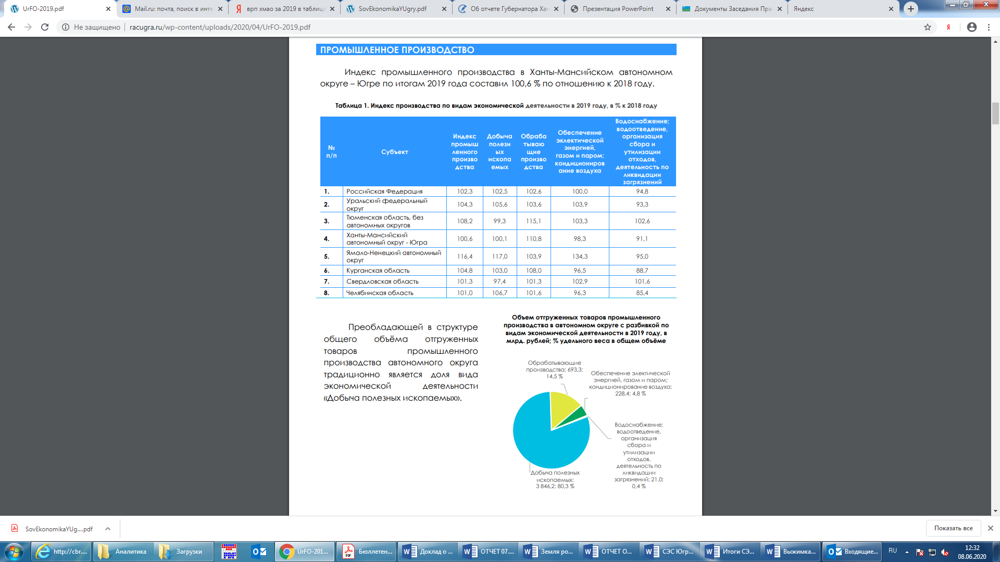 UrFO-2019.pdf
Mail.ru: почта, поиск в инте
врп хмао за 2019 в таблица
SovEkonomikaYUgry.pdf
Об отчете Губернатора Хан
Презентация PowerPoint
Документы Заседания Пра
Яндекс
Не защищено
racugra.ru/wp-content/uploads/2020/04/UrFO-2019.pdf
ПРОМЫШЛЕННОЕ ПРОИЗВОДСТВО
Индекс промышленного производства в Ханты-Мансийском автономном
округе – Югре по итогам 2019 года составил 100,6 % по отношению к 2018 году.
Таблица 1. Индекс производства по видам экономической деятельности в 2019 году, в % к 2018 году
№
п/п
Субъект
Индекс
промыш
ленного
произво
дства
Добыча
полезн
ых
ископа
емых
Обраба
тываю
щие
произво
дства
Обеспечение
эклектической
энергией,
газом и паром;
кондициониров
ание воздуха
Водоснабжение;
водоотведение,
организация
сбора и
утилизации
отходов,
деятельность по
ликвидации
загрязнений
1. Российская Федерация 102,3 102,5 102,6 100,0 94,8
2. Уральский федеральный
округ 104,3 105,6 103,6 103,9 93,3
3. Тюменская область, без
автономных округов 108,2 99,3 115,1 103,3 102,6
4. Ханты-Мансийский
автономный округ - Югра 100,6 100,1 110,8 98,3 91,1
5. Ямало-Ненецкий автономный
округ 116,4 117,0 103,9 134,3 95,0
6. Курганская область 104,8 103,0 108,0 96,5 88,7
7. Свердловская область 101,3 97,4 101,3 102,9 101,6
8. Челябинская область 101,0 106,7 101,6 96,3 85,4
Преобладающей в структуре
общего объёма отгруженных
товаров промышленного
производства автономного округа
традиционно является доля вида
экономической деятельности
«Добыча полезных ископаемых».
Объем отгруженных товаров промышленного
производства в автономном округе с разбивкой по
видам экономической деятельности в 2019 году, в
млрд. рублей; % удельного веса в общем объёме
Обрабатывающие
производства; 693,3;
14,5 %
Обеспечение электической
энергией, газом и паром;
кондиционирование воздуха;
228,4; 4,8 %
Водоснабжение;
водоотведение,
организация
сбора и
утилизации
отходов,
деятельность по
ликвидации
загрязнений; 21,0;
0,4 %
Добыча полезных
ископаемых;
3 846,2; 80,3 %
SovEkonomikaYUg....pdf
Показать все
http://cbr....
Аналитика
Загрузки
UrFO-201...
Бюллетен...
Доклад о ...
ОТЧЕТ 07....
Земля ро...
ОТЧЕТ О...
СЭС Югр...
Итоги СЭ...
Выжимка...
Входящие...
RU
12:32
08.06.2020